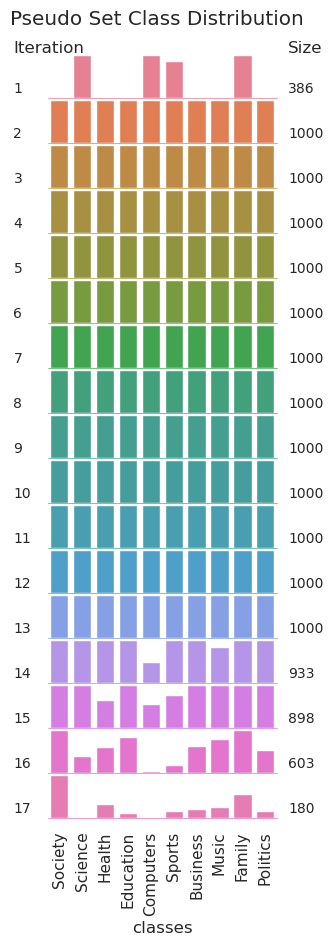 Pseudo Set Class Distribution
Iteration Size
1 386
2 1000
3 1000
4 1000
5 1000
6 1000
7 1000
8 1000
9 1000
10 1000
11 1000
12 1000
13 1000
14 933
15 898
16 603
17 180
Society
Science
Health
Education
Computers
Sports
Business
Music
Family
Politics
classes